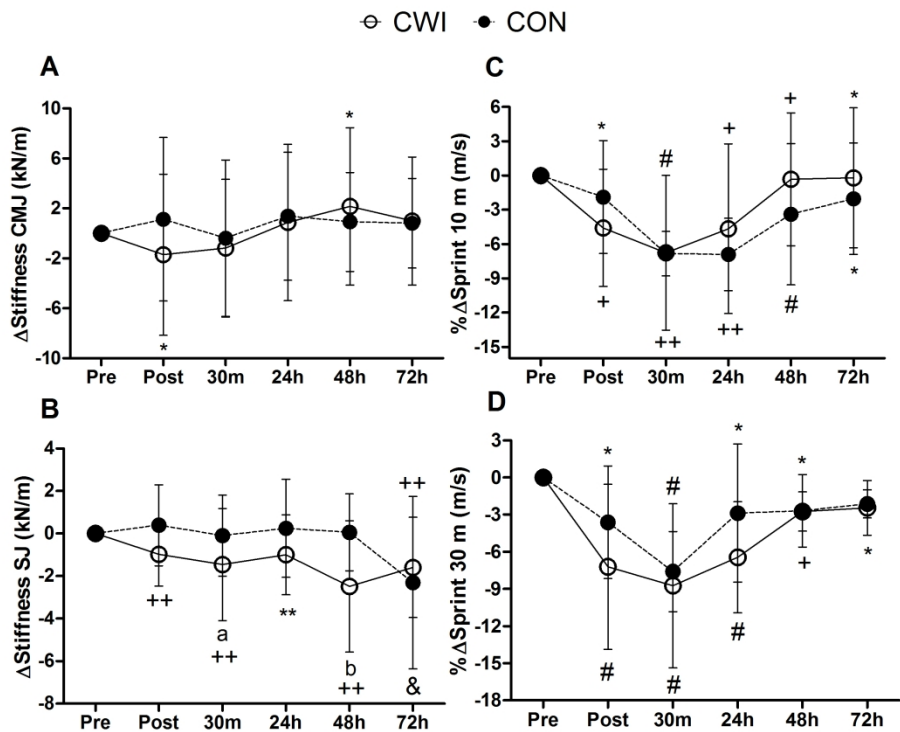 CWI CON
A
ΔStiffness CMJ (kN/m)
10
6
2
-2
-6
-10
*
*
Pre Post 30m 24h 48h 72h
C
%ΔSprint 10 m (m/s)
6
3
0
-3
-6
-9
-12
-15
* # + + *
+ ++ ++ # *
Pre Post 30m 24h 48h 72h
B
ΔStiffness SJ (kN/m)
4
2
0
-2
-4
-6
-8
++
++ a ** b &
++ ++
Pre Post 30m 24h 48h 72h
D
%ΔSprint 30 m (m/s)
3
0
-3
-6
-9
-12
-15
-18
* # * *
# # # + *
Pre Post 30m 24h 48h 72h